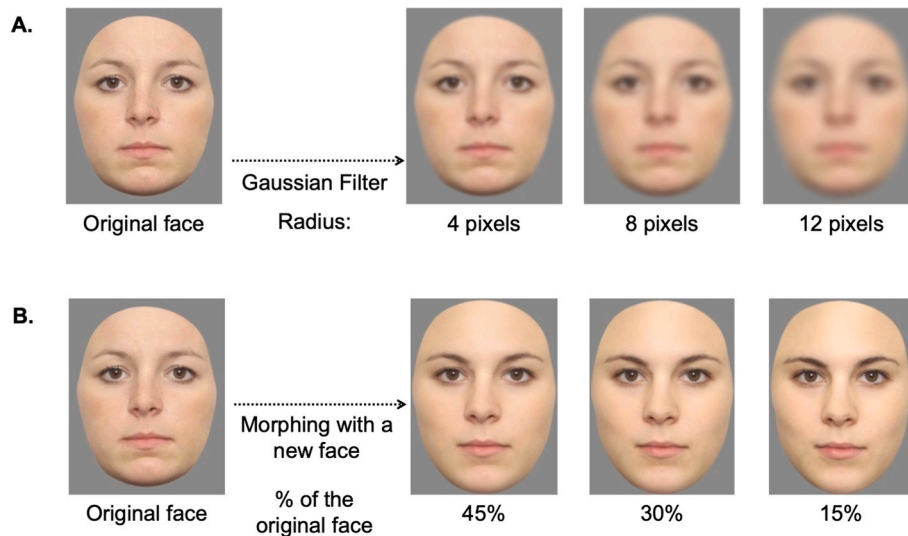 A.
Gaussian Filter
Original face
Radius:
4 pixels
8 pixels
12 pixels
B.
Morphing with a
new face
% of the
original face
Original face
45%
30%
15%